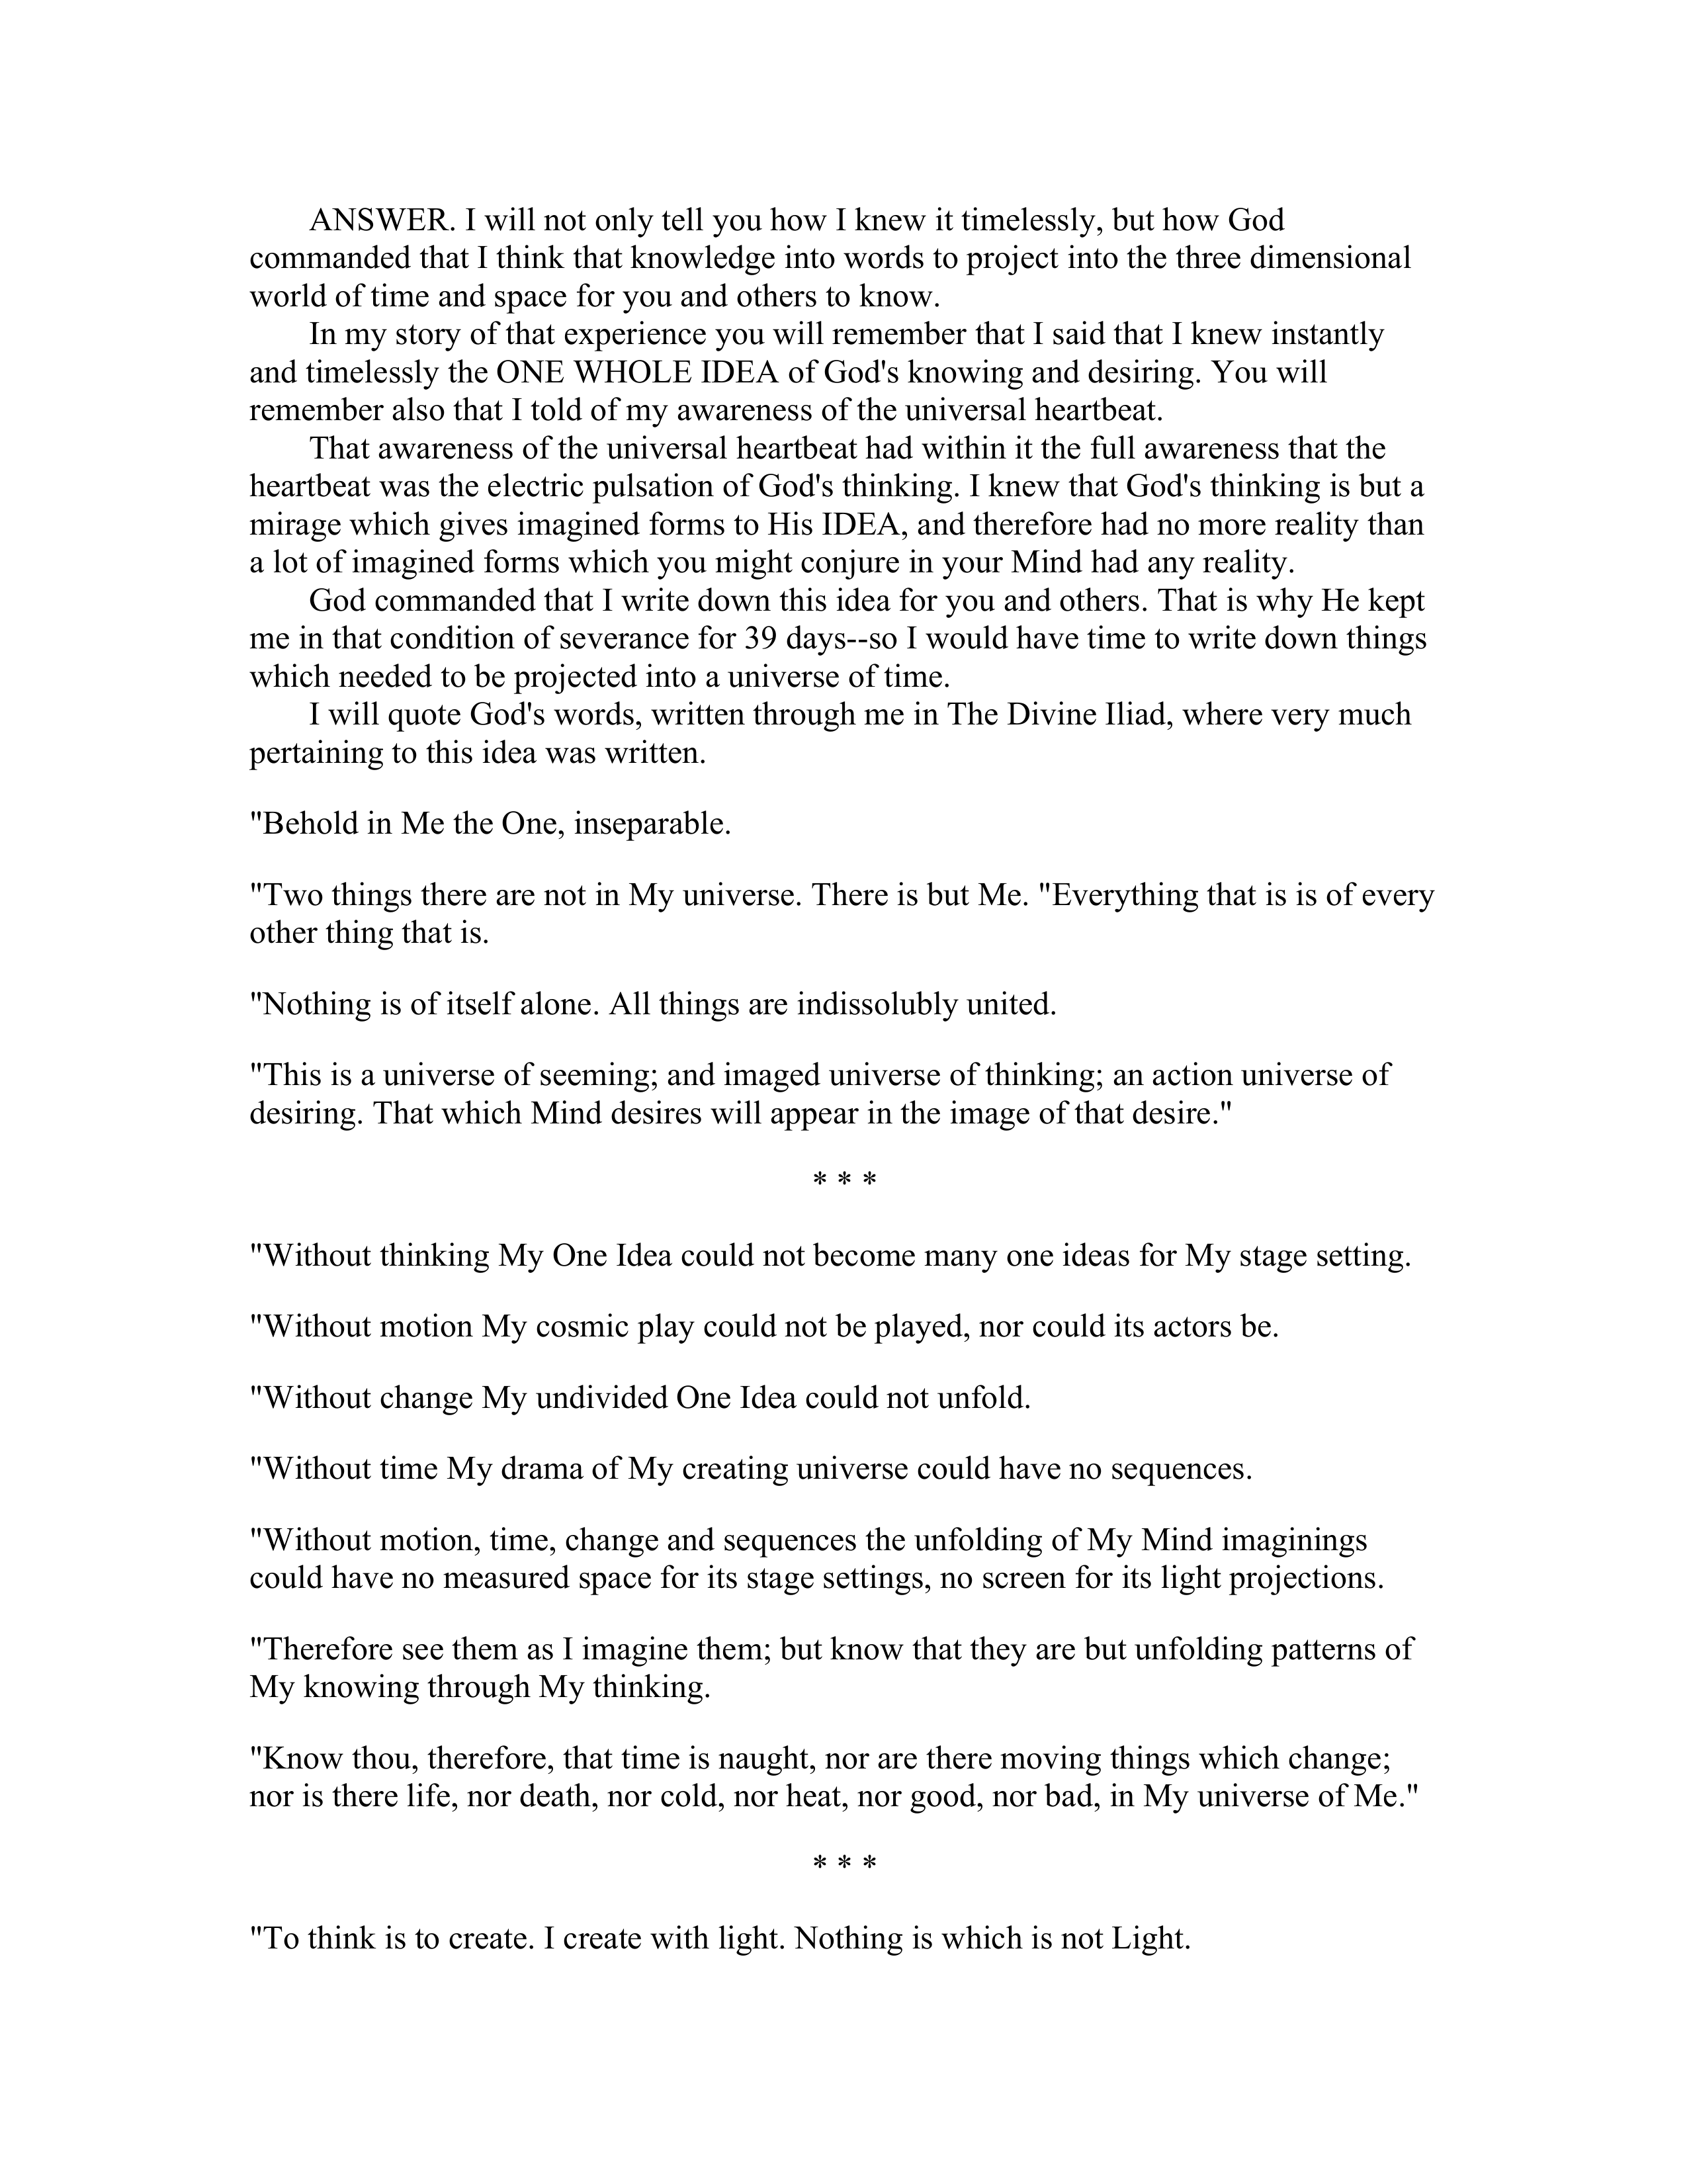 ANSWER. I will not only tell you how I knew it timelessly, but how God
commanded that I think that knowledge into words to project into the three dimensional
world of time and space for you and others to know.
In my story of that experience you will remember that I said that I knew instantly
and timelessly the ONE WHOLE IDEA of God's knowing and desiring. You will
remember also that I told of my awareness of the universal heartbeat.
That awareness of the universal heartbeat had within it the full awareness that the
heartbeat was the electric pulsation of God's thinking. I knew that God's thinking is but a
mirage which gives imagined forms to His IDEA, and therefore had no more reality than
a lot of imagined forms which you might conjure in your Mind had any reality.
God commanded that I write down this idea for you and others. That is why He kept
me in that condition of severance for 39 days--so I would have time to write down things
which needed to be projected into a universe of time.
I will quote God's words, written through me in The Divine Iliad, where very much
pertaining to this idea was written.
"Behold in Me the One, inseparable.
"Two things there are not in My universe. There is but Me. "Everything that is is of every
other thing that is.
"Nothing is of itself alone. All things are indissolubly united.
"This is a universe of seeming; and imaged universe of thinking; an action universe of
desiring. That which Mind desires will appear in the image of that desire."
* * *
"Without thinking My One Idea could not become many one ideas for My stage setting.
"Without motion My cosmic play could not be played, nor could its actors be.
"Without change My undivided One Idea could not unfold.
"Without time My drama of My creating universe could have no sequences.
"Without motion, time, change and sequences the unfolding of My Mind imaginings
could have no measured space for its stage settings, no screen for its light projections.
"Therefore see them as I imagine them; but know that they are but unfolding patterns of
My knowing through My thinking.
"Know thou, therefore, that time is naught, nor are there moving things which change;
nor is there life, nor death, nor cold, nor heat, nor good, nor bad, in My universe of Me."
* * *
"To think is to create. I create with light. Nothing is which is not Light.